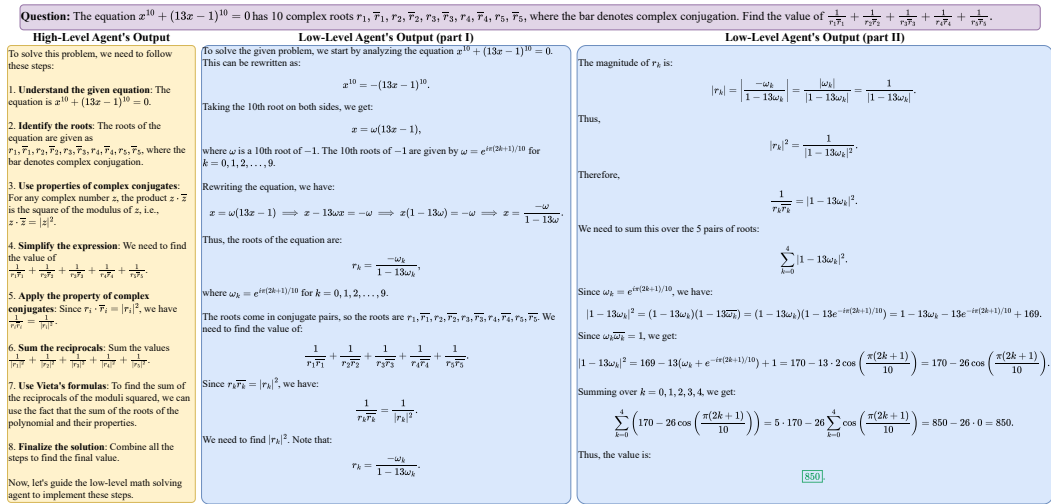 Question: The equation x^{10} + (13x − 1)^{10} = 0 has 10 complex roots r_1, \overline{r}_1, r_2, \overline{r}_2, r_3, \overline{r}_3, r_4, \overline{r}_4, r_5, \overline{r}_5, where the bar denotes complex conjugation. Find the value of \frac{1}{r_1\overline{r}_1} + \frac{1}{r_2\overline{r}_2} + \frac{1}{r_3\overline{r}_3} + \frac{1}{r_4\overline{r}_4} + \frac{1}{r_5\overline{r}_5}.
High-Level Agent's Output
To solve this problem, we need to follow
these steps:
1. Understand the given equation: The
equation is x^{10} + (13x − 1)^{10} = 0.
2. Identify the roots: The roots of the
equation are given as
r_1, \overline{r}_1, r_2, \overline{r}_2, r_3, \overline{r}_3, r_4, \overline{r}_4, r_5, \overline{r}_5, where the
bar denotes complex conjugation.
3. Use properties of complex conjugates:
For any complex number z, the product z · \overline{z}
is the square of the modulus of z, i.e.,
z · \overline{z} = |z|^2.
4. Simplify the expression: We need to find
the value of
\frac{1}{r_1\overline{r}_1} + \frac{1}{r_2\overline{r}_2} + \frac{1}{r_3\overline{r}_3} + \frac{1}{r_4\overline{r}_4} + \frac{1}{r_5\overline{r}_5}.
5. Apply the property of complex
conjugates: Since r_i · \overline{r}_i = |r_i|^2, we have
\frac{1}{r_i\overline{r}_i} = \frac{1}{|r_i|^2}.
6. Sum the reciprocals: Sum the values
\frac{1}{|r_1|^2} + \frac{1}{|r_2|^2} + \frac{1}{|r_3|^2} + \frac{1}{|r_4|^2} + \frac{1}{|r_5|^2}.
7. Use Vieta's formulas: To find the sum of
the reciprocals of the moduli squared, we can
use the fact that the sum of the roots of the
polynomial and their properties.
8. Finalize the solution: Combine all the
steps to find the final value.
Now, let's guide the low-level math solving
agent to implement these steps.
Low-Level Agent's Output (part I)
To solve the given problem, we start by analyzing the equation x^{10} + (13x − 1)^{10} = 0.
This can be rewritten as:
x^{10} = −(13x − 1)^{10}.
Taking the 10th root on both sides, we get:
x = ω(13x − 1),
where ω is a 10th root of −1. The 10th roots of −1 are given by ω = e^{iπ(2k+1)/10} for
k = 0, 1, 2, . . . , 9.
Rewriting the equation, we have:
x = ω(13x − 1) ⟹ x − 13ωx = −ω ⟹ x(1 − 13ω) = −ω ⟹ x = \frac{−ω}{1 − 13ω}.
Thus, the roots of the equation are:
r_k = \frac{−ω_k}{1 − 13ω_k},
where ω_k = e^{iπ(2k+1)/10} for k = 0, 1, 2, . . . , 9.
The roots come in conjugate pairs, so the roots are r_1, \overline{r_1}, r_2, \overline{r_2}, r_3, \overline{r_3}, r_4, \overline{r_4}, r_5, \overline{r_5}. We
need to find the value of:
\frac{1}{r_1\overline{r_1}} + \frac{1}{r_2\overline{r_2}} + \frac{1}{r_3\overline{r_3}} + \frac{1}{r_4\overline{r_4}} + \frac{1}{r_5\overline{r_5}}.
Since r_k\overline{r_k} = |r_k|^2, we have:
\frac{1}{r_k\overline{r_k}} = \frac{1}{|r_k|^2}.
We need to find |r_k|^2. Note that:
r_k = \frac{−ω_k}{1 − 13ω_k}.
Low-Level Agent's Output (part II)
The magnitude of r_k is:
|r_k| = \left|\frac{−ω_k}{1 − 13ω_k}\right| = \frac{|ω_k|}{|1 − 13ω_k|} = \frac{1}{|1 − 13ω_k|}.
Thus,
|r_k|^2 = \frac{1}{|1 − 13ω_k|^2}.
Therefore,
\frac{1}{r_k\overline{r_k}} = |1 − 13ω_k|^2.
We need to sum this over the 5 pairs of roots:
\sum_{k=0}^{4} |1 − 13ω_k|^2.
Since ω_k = e^{iπ(2k+1)/10}, we have:
|1 − 13ω_k|^2 = (1 − 13ω_k)(1 − 13\overline{ω_k}) = (1 − 13ω_k)(1 − 13e^{−iπ(2k+1)/10}) = 1 − 13ω_k − 13e^{−iπ(2k+1)/10} + 169.
Since ω_k\overline{ω_k} = 1, we get:
|1 − 13ω_k|^2 = 169 − 13(ω_k + e^{−iπ(2k+1)/10}) + 1 = 170 − 13 · 2 cos\left(\frac{π(2k + 1)}{10}\right) = 170 − 26 cos\left(\frac{π(2k + 1)}{10}\right).
Summing over k = 0, 1, 2, 3, 4, we get:
\sum_{k=0}^{4} \left(170 − 26 cos\left(\frac{π(2k + 1)}{10}\right)\right) = 5 · 170 − 26 \sum_{k=0}^{4} cos\left(\frac{π(2k + 1)}{10}\right) = 850 − 26 · 0 = 850.
Thus, the value is:
850.